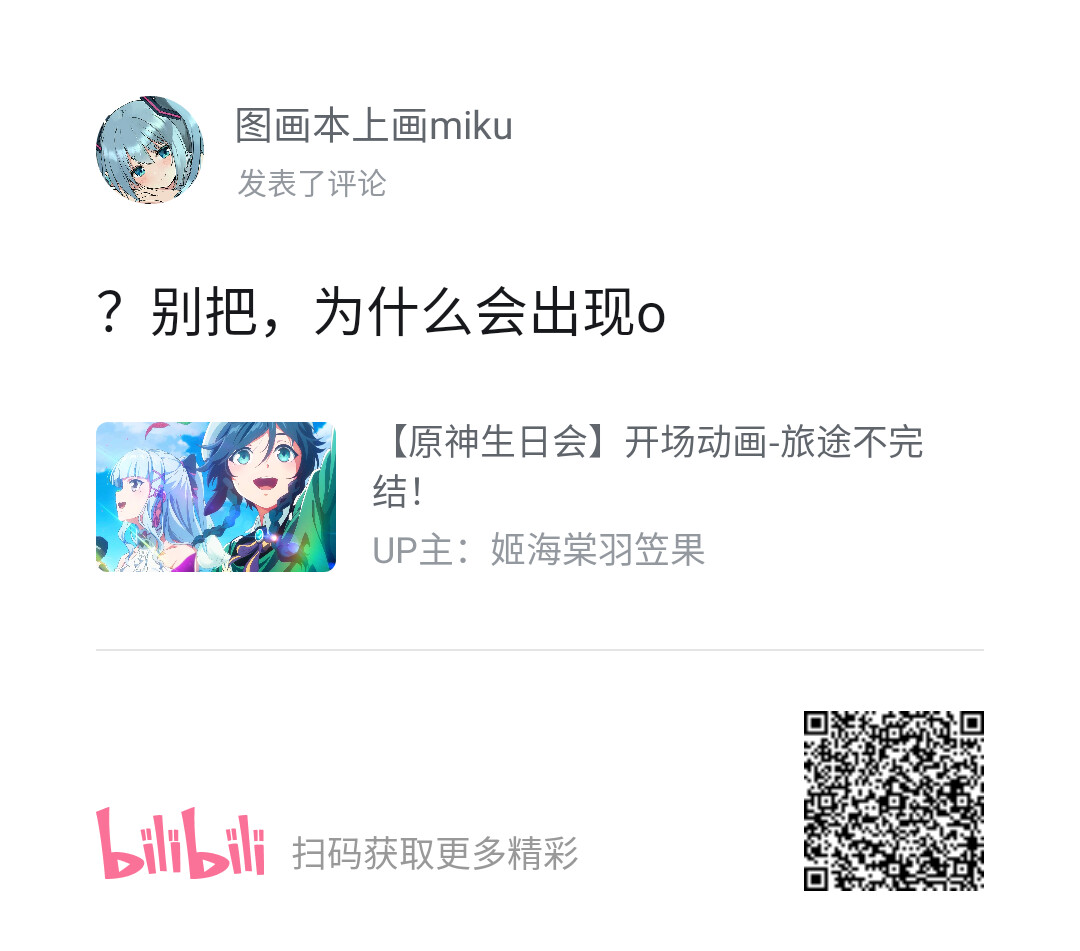 图画本上画miku
发表了评论
？别把，为什么会出现o
【原神生日会】开场动画-旅途不完
结！
UP主：姬海棠羽笠果
bilibili 扫码获取更多精彩